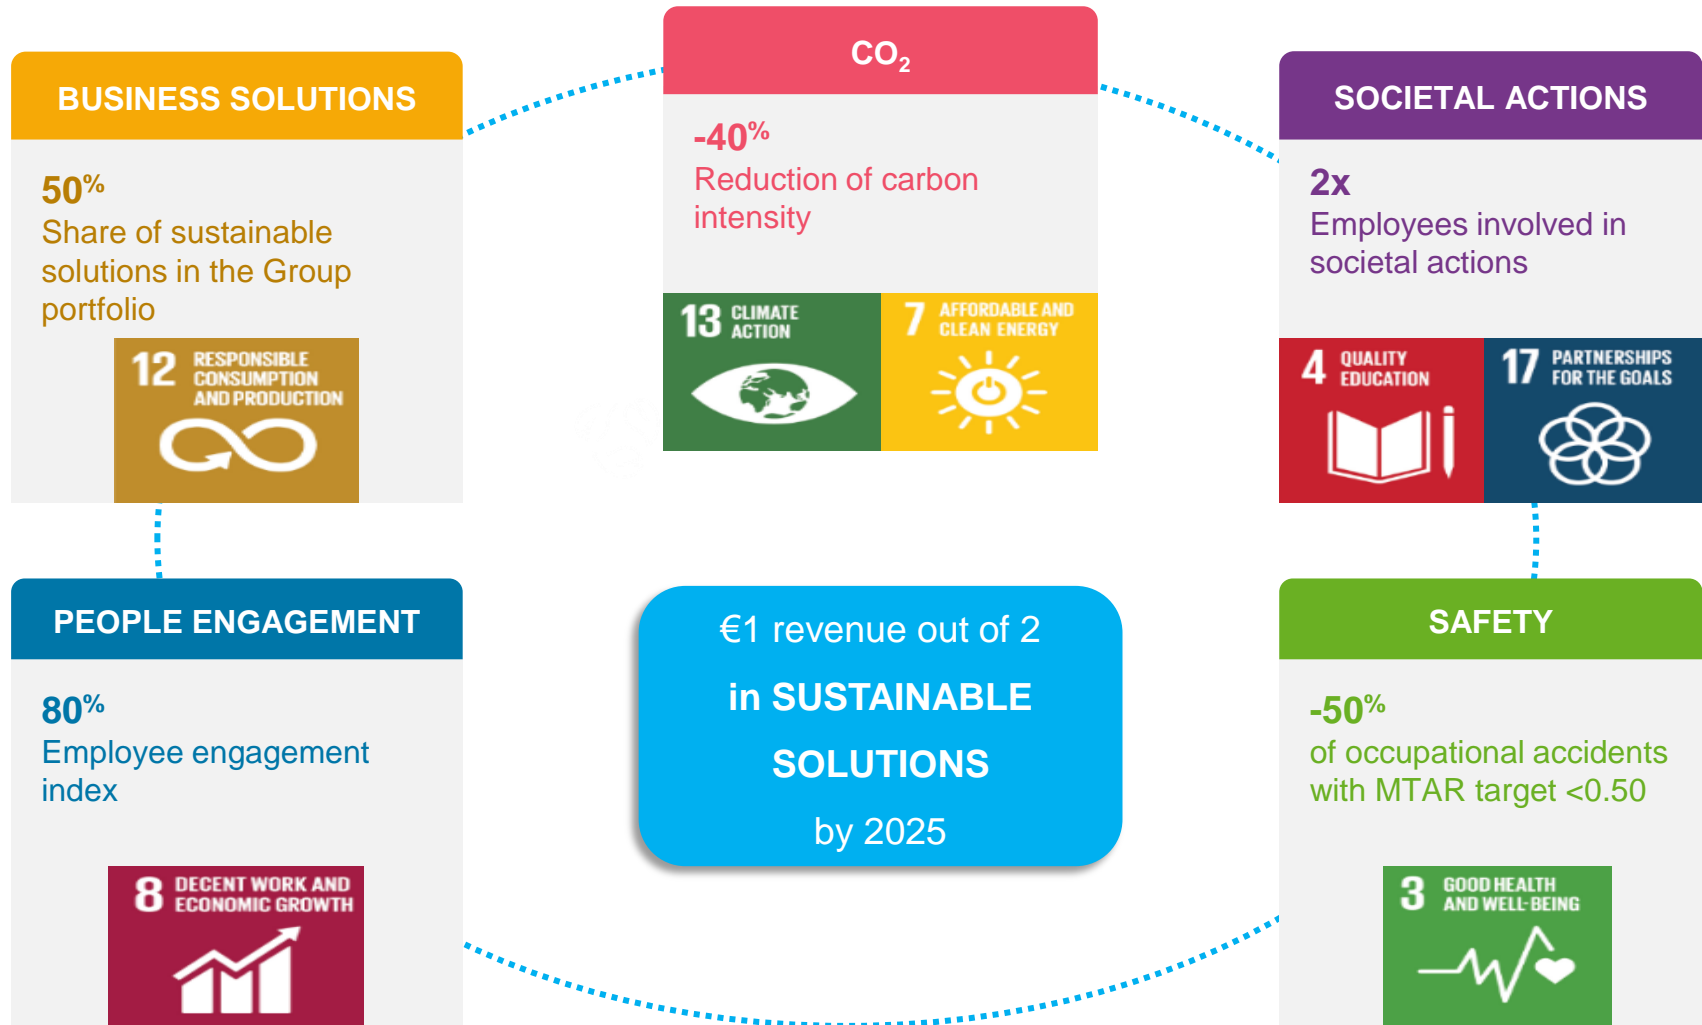 BUSINESS SOLUTIONS
50%
Share of sustainable
solutions in the Group
portfolio
12 RESPONSIBLE
CONSUMPTION
AND PRODUCTION
CO₂
-40%
Reduction of carbon
intensity
13 CLIMATE
ACTION
7 AFFORDABLE AND
CLEAN ENERGY
SOCIETAL ACTIONS
2x
Employees involved in
societal actions
4 QUALITY
EDUCATION
17 PARTNERSHIPS
FOR THE GOALS
PEOPLE ENGAGEMENT
80%
Employee engagement
index
8 DECENT WORK AND
ECONOMIC GROWTH
€1 revenue out of 2
in SUSTAINABLE
SOLUTIONS
by 2025
SAFETY
-50%
of occupational accidents
with MTAR target <0.50
3 GOOD HEALTH
AND WELL-BEING